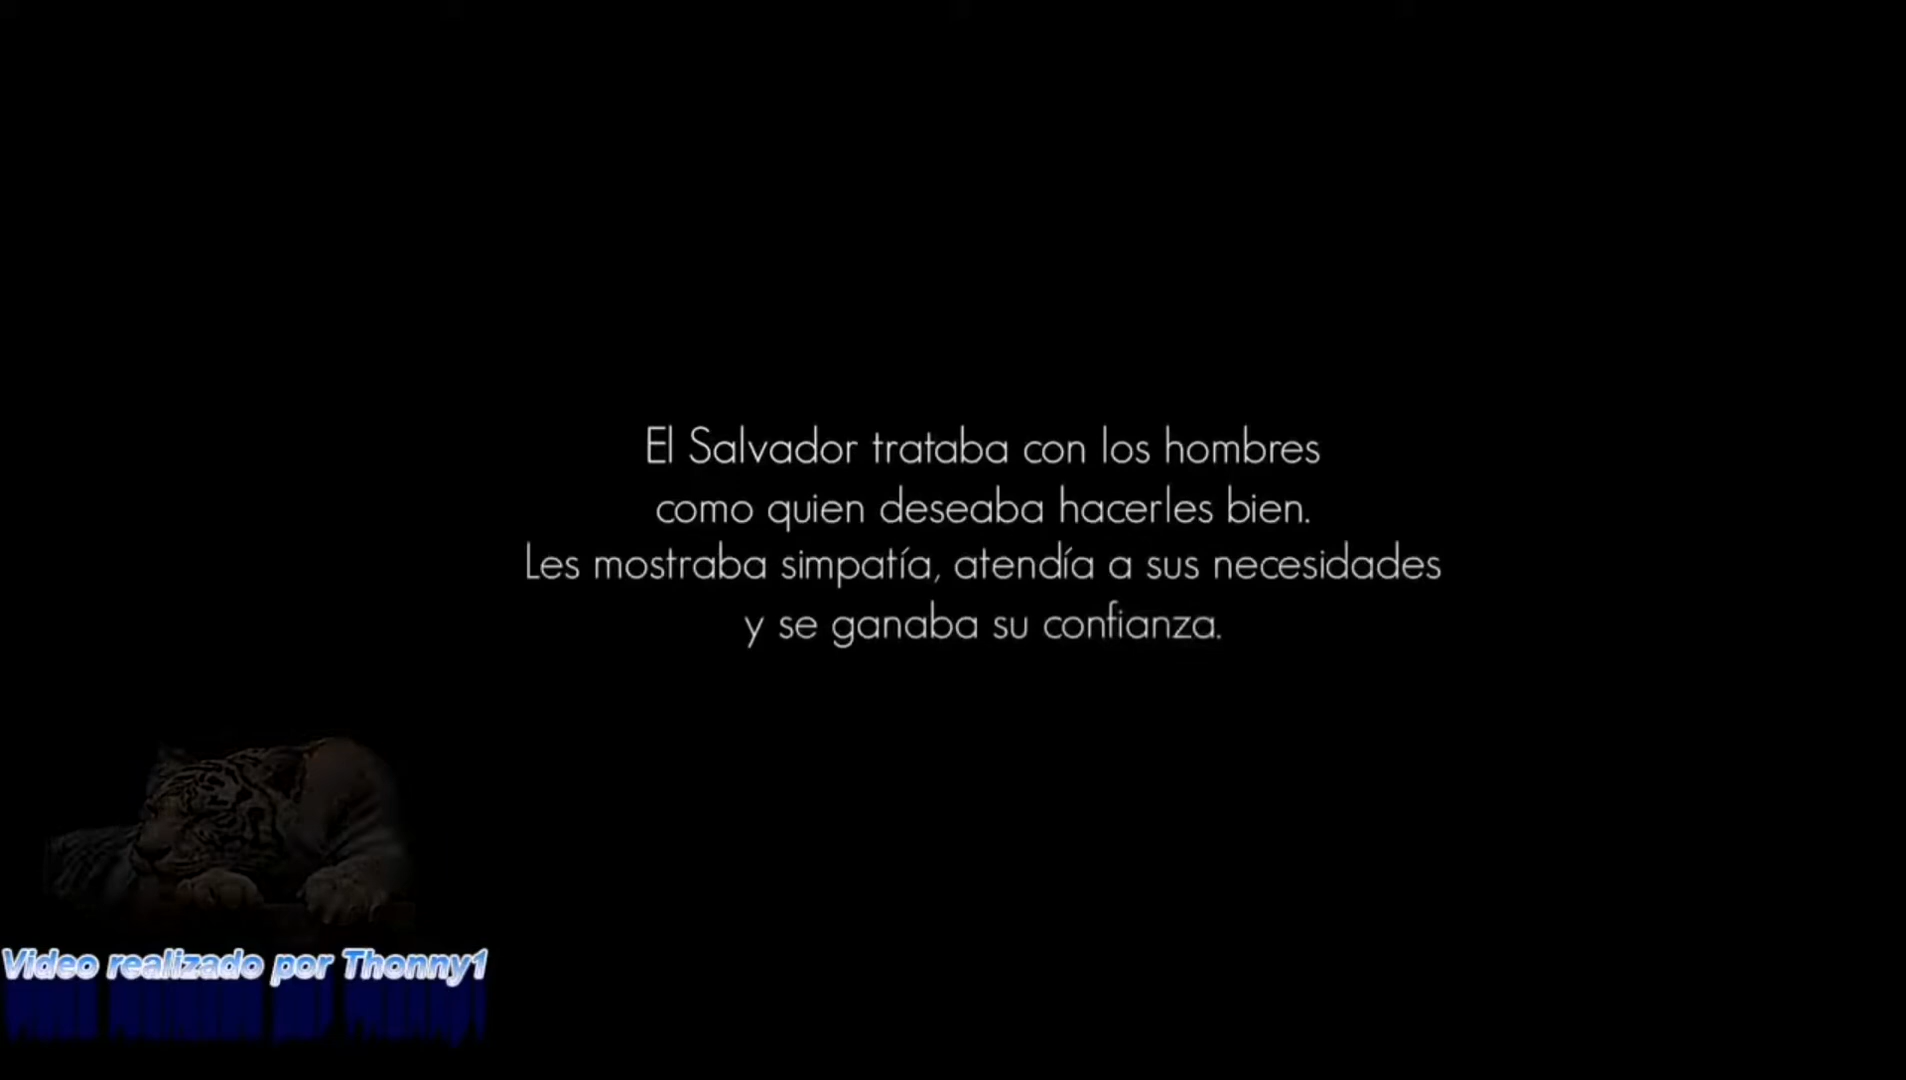 El Salvador trataba con los hombres
como quien deseaba hacerles bien.
Les mostraba simpatía, atendía a sus necesidades
y se ganaba su confianza.
Video realizado por Thonny1